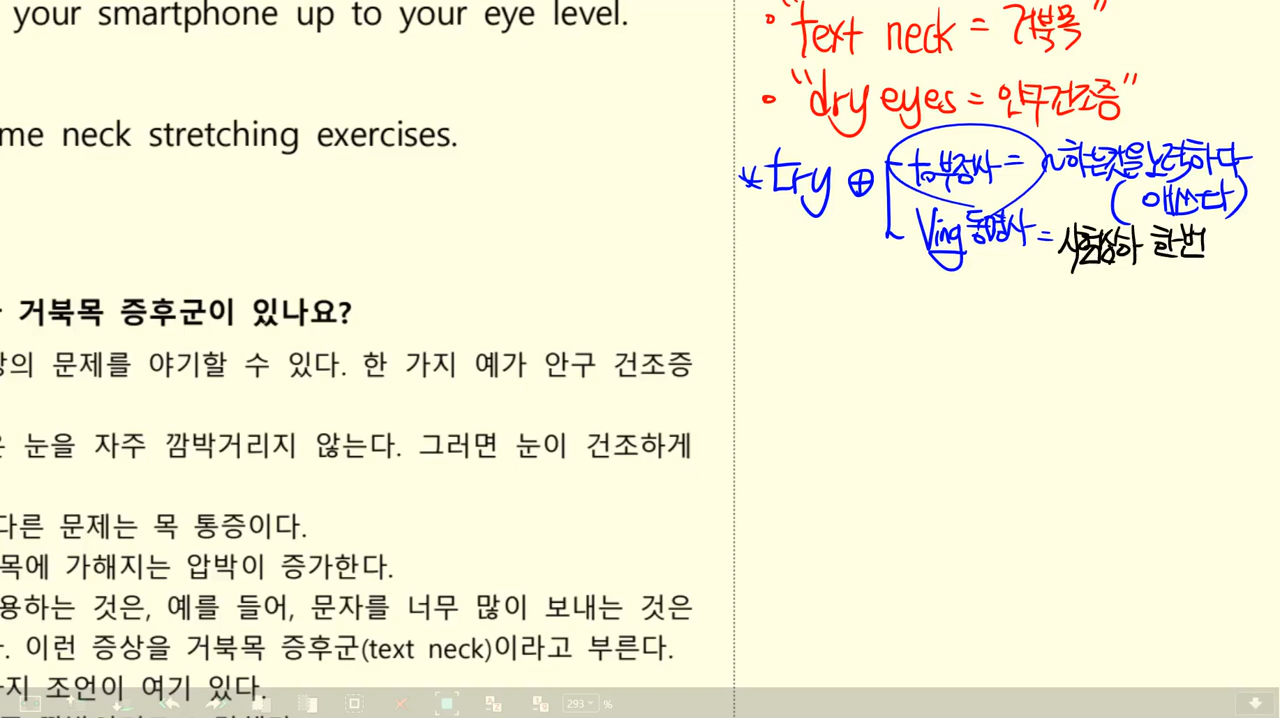 your smartphone up to your eye level.
me neck stretching exercises.
거북목 증후군이 있나요?
의 문제를 야기할 수 있다. 한 가지 예가 안구 건조증
눈을 자주 깜박거리지 않는다. 그러면 눈이 건조하게
다른 문제는 목 통증이다.
목에 가해지는 압박이 증가한다.
용하는 것은, 예를 들어, 문자를 너무 많이 보내는 것은
. 이런 증상을 거북목 증후군(text neck)이라고 부른다.
지 조언이 여기 있다.
• "text neck = 거북목"
• "dry eyes = 안구건조증"
* try ⊕
to부정사 = ~하는것을 노력하다
(애쓰다)
Ving 동명사 = 시험삼아 한번
293 %